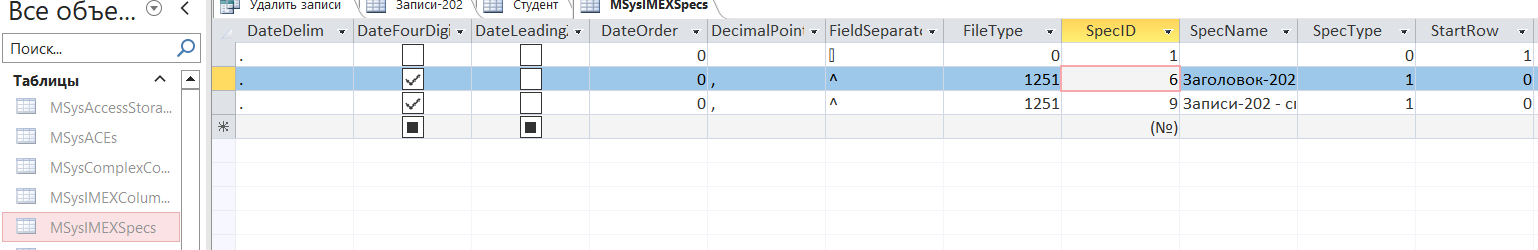 Все объе...
Поиск...
Таблицы
MSysAccessStora...
MSysACEs
MSysComplexCo...
MSysIMEXColum...
MSysIMEXSpecs
Удалить записи Записи-202 Студент MSysIMEXSpecs
DateDelim DateFourDigi DateLeading DateOrder DecimalPoint FieldSeparato FileType SpecID SpecName SpecType StartRow
. 0 0 1 0 1
. 0 , ^ 1251 6 Заголовок-202 1 0
. 0 , ^ 1251 9 Записи-202 - сп 1 0
(№)